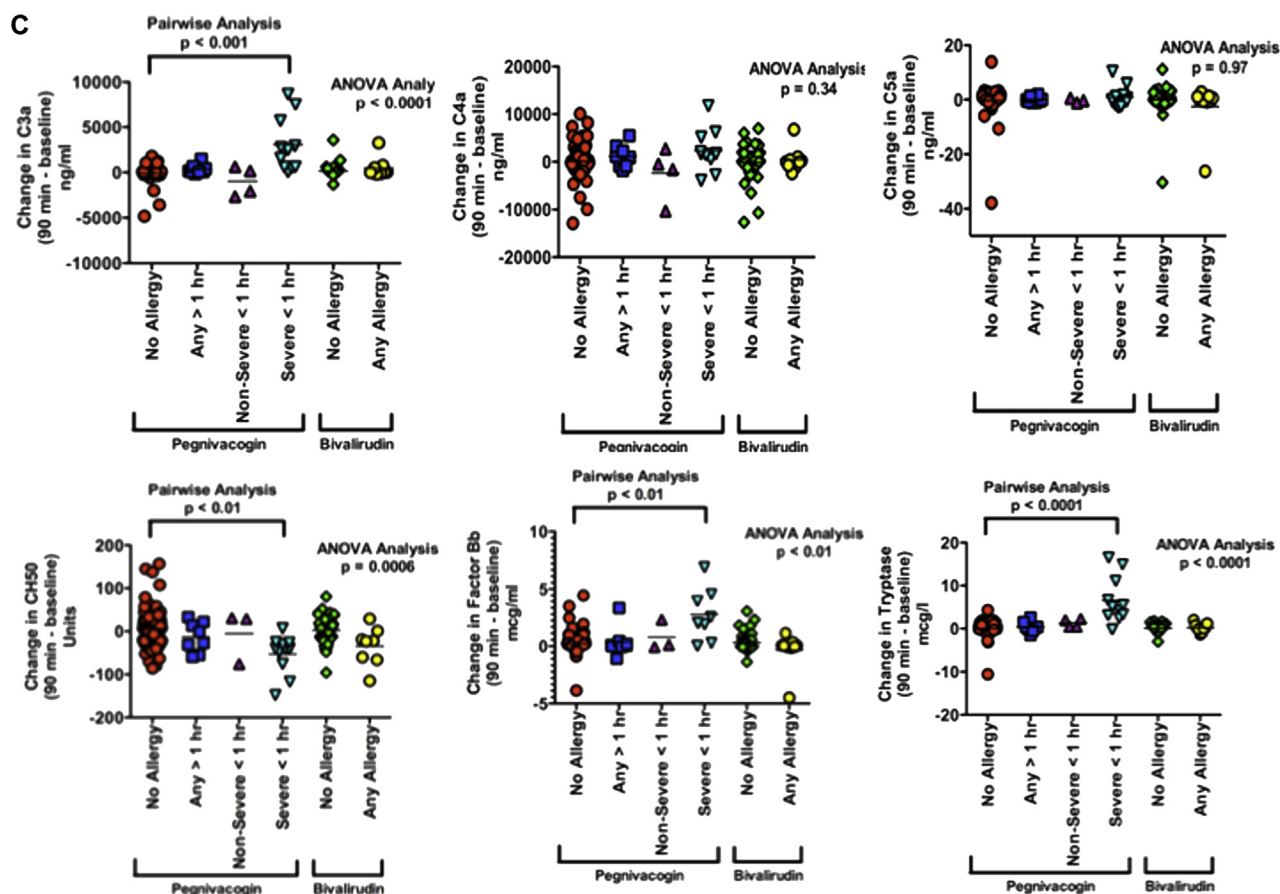 C
Pairwise Analysis
p < 0.001
ANOVA Analy
p < 0.0001
Change in C3a
(90 min - baseline)
ng/ml
10000
5000
0
-5000
-10000
No Allergy
Any > 1 hr
Non-Severe < 1 hr
Severe < 1 hr
No Allergy
Any Allergy
Pegnivacogin
Bivalirudin
ANOVA Analysis
p = 0.34
Change in C4a
(90 min - baseline)
ng/ml
20000
10000
0
-10000
-20000
No Allergy
Any > 1 hr
Non-Severe < 1 hr
Severe < 1 hr
No Allergy
Any Allergy
Pegnivacogin
Bivalirudin
ANOVA Analysis
p = 0.97
Change in C5a
(90 min - baseline)
ng/ml
20
0
-20
-40
No Allergy
Any > 1 hr
Non-Severe < 1 hr
Severe < 1 hr
No Allergy
Any Allergy
Pegnivacogin
Bivalirudin
Pairwise Analysis
p < 0.01
ANOVA Analysis
p = 0.0006
Change in CH50
(90 min - baseline)
Units
200
100
0
-100
-200
No Allergy
Any > 1 hr
Non-Severe < 1 hr
Severe < 1 hr
No Allergy
Any Allergy
Pegnivacogin
Bivalirudin
Pairwise Analysis
p < 0.01
ANOVA Analysis
p < 0.01
Change in Factor Bb
(90 min - baseline)
mcg/ml
10
5
0
-5
No Allergy
Any > 1 hr
Non-Severe < 1 hr
Severe < 1 hr
No Allergy
Any Allergy
Pegnivacogin
Bivalirudin
Pairwise Analysis
p < 0.0001
ANOVA Analysis
p < 0.0001
Change in Tryptase
(90 min - baseline)
mcg/l
20
10
0
-10
-20
No Allergy
Any > 1 hr
Non-Severe < 1 hr
Severe < 1 hr
No Allergy
Any Allergy
Pegnivacogin
Bivalirudin